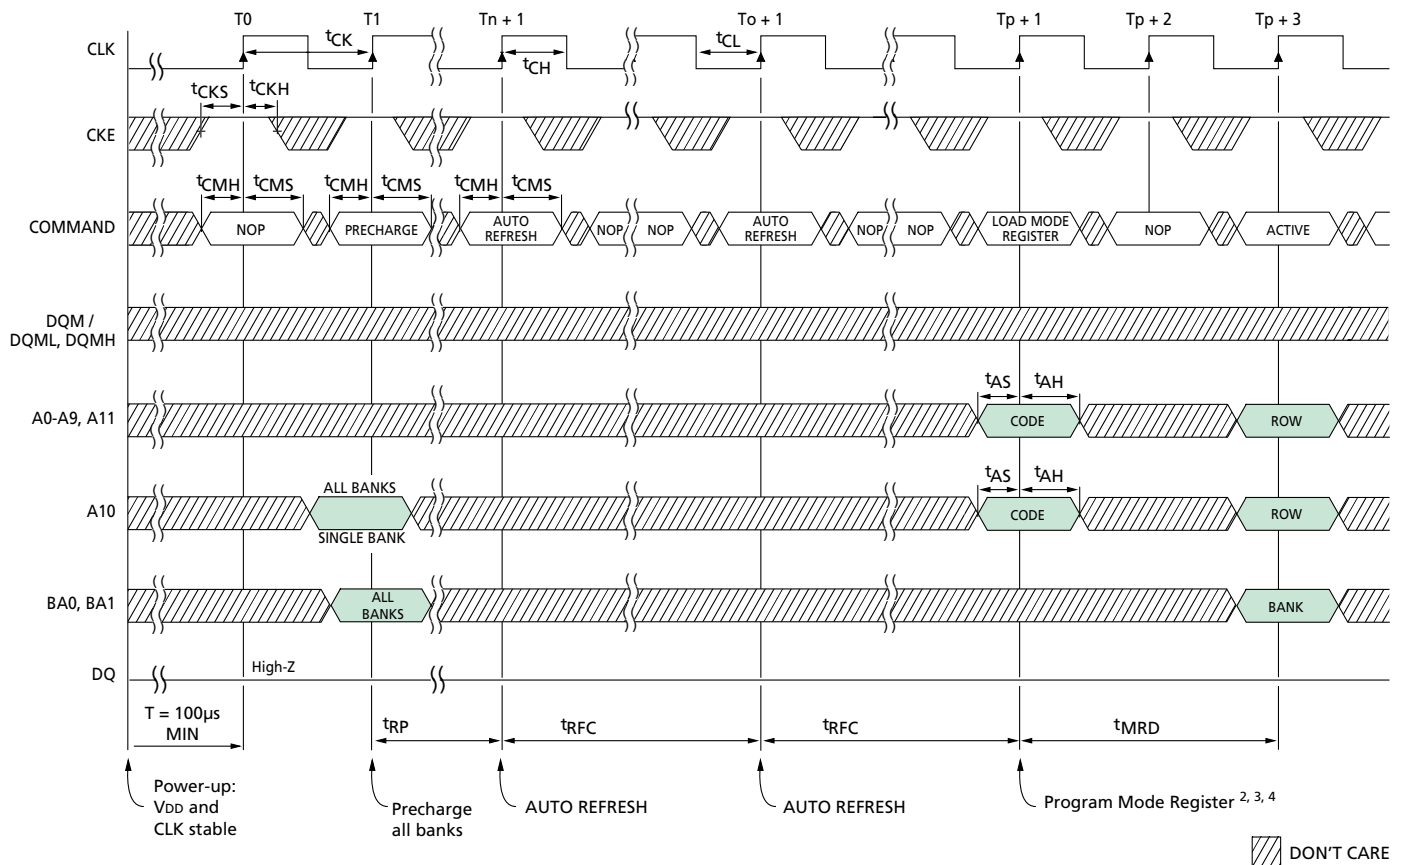 T0 T1 Tn + 1 To + 1 Tp + 1 Tp + 2 Tp + 3
CLK tCK tCH tCL
tCKS tCKH
CKE
tCMH tCMS tCMH tCMS tCMH tCMS
COMMAND NOP PRECHARGE AUTO REFRESH NOP NOP AUTO REFRESH NOP NOP LOAD MODE REGISTER NOP ACTIVE
DQM /
DQML, DQMH
tAS tAH
A0-A9, A11 CODE ROW
ALL BANKS tAS tAH
A10 CODE ROW
SINGLE BANK
BA0, BA1 ALL BANKS BANK
DQ High-Z
T = 100µs
MIN
tRP tRFC tRFC tMRD
Power-up:
VDD and
CLK stable
Precharge
all banks
AUTO REFRESH
AUTO REFRESH
Program Mode Register 2, 3, 4
DON'T CARE